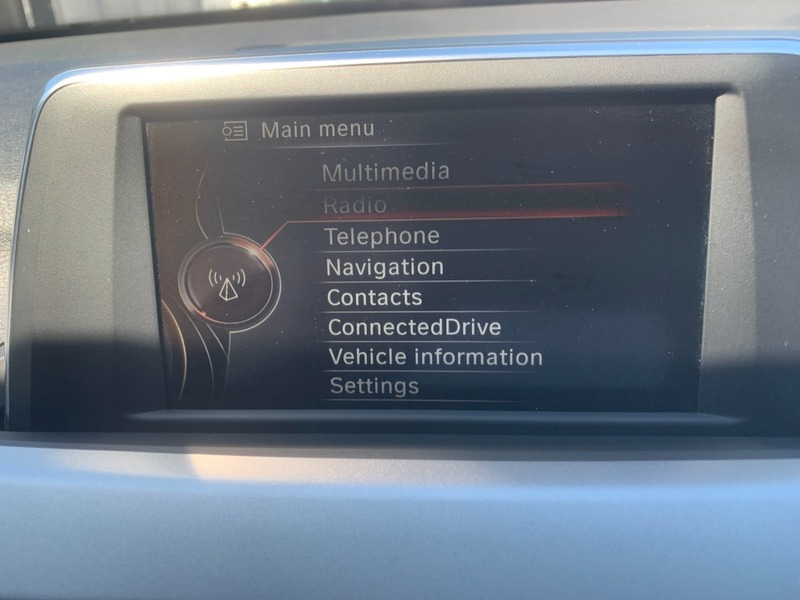 Main menu
Multimedia
Radio
Telephone
Navigation
Contacts
ConnectedDrive
Vehicle information
Settings